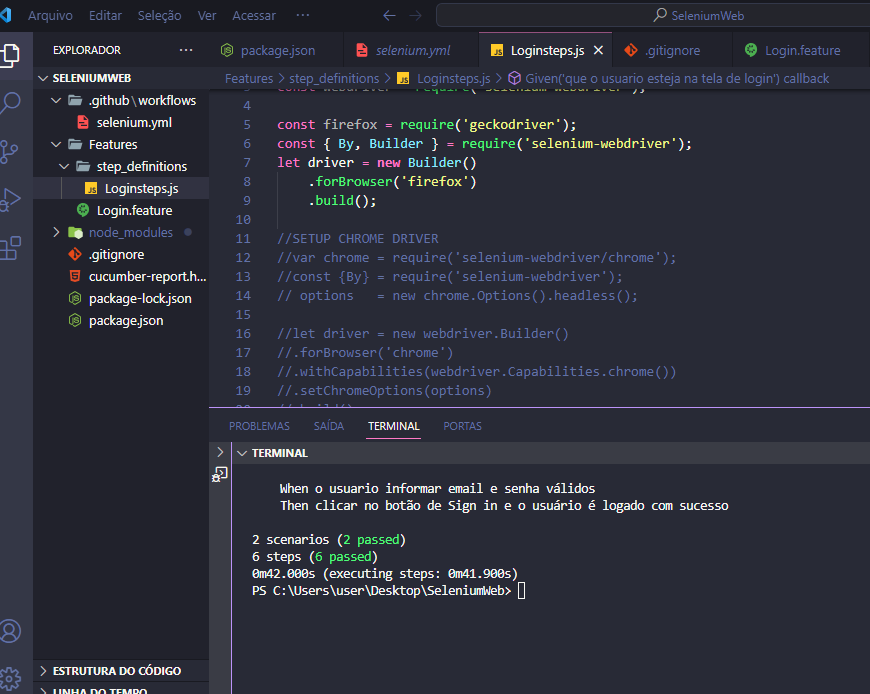 Arquivo Editar Seleção Ver Acessar ··· ← → SeleniumWeb
EXPLORADOR ···
package.json selenium.yml Loginsteps.js × .gitignore Login.feature
SELENIUMWEB
.github\workflows
selenium.yml
Features
step_definitions
Loginsteps.js
Login.feature
node_modules
.gitignore
cucumber-report.h...
package-lock.json
package.json
ESTRUTURA DO CÓDIGO
LINHA DO TEMPO
Features > step_definitions > JS Loginsteps.js > Given('que o usuario esteja na tela de login') callback
3 const webdriver = require('selenium-webdriver');
4
5 const firefox = require('geckodriver');
6 const { By, Builder } = require('selenium-webdriver');
7 let driver = new Builder()
8 .forBrowser('firefox')
9 .build();
10
11 //SETUP CHROME DRIVER
12 //var chrome = require('selenium-webdriver/chrome');
13 //const {By} = require('selenium-webdriver');
14 // options   = new chrome.Options().headless();
15
16 //let driver = new webdriver.Builder()
17 //.forBrowser('chrome')
18 //.withCapabilities(webdriver.Capabilities.chrome())
19 //.setChromeOptions(options)
20 //.build()
PROBLEMAS SAÍDA TERMINAL PORTAS
TERMINAL
When o usuario informar email e senha válidos
Then clicar no botão de Sign in e o usuário é logado com sucesso
2 scenarios (2 passed)
6 steps (6 passed)
0m42.000s (executing steps: 0m41.900s)
PS C:\Users\user\Desktop\SeleniumWeb>